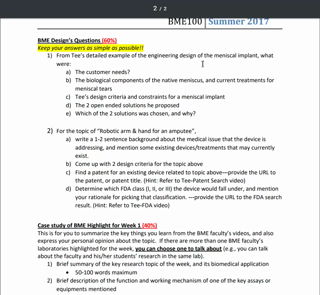 2 / 2
BME100 | Summer 2017
BME Design's Questions (60%)
Keep your answers as simple as possible!!
1) From Tee's detailed example of the engineering design of the meniscal implant, what
were:
a) The customer needs?
b) The biological components of the native meniscus, and current treatments for
meniscal tears
c) Tee's design criteria and constraints for a meniscal implant
d) The 2 open ended solutions he proposed
e) Which of the 2 solutions was chosen, and why?
2) For the topic of "Robotic arm & hand for an amputee",
a) write a 1-2 sentence background about the medical issue that the device is
addressing, and mention some existing devices/treatments that may currently
exist.
b) Come up with 2 design criteria for the topic above
c) Find a patent for an existing device related to topic above—provide the URL to
the patent, or patent title. (Hint: Refer to Tee-Patent Search video)
d) Determine which FDA class (I, II, or III) the device would fall under, and mention
your rationale for picking that classification. —provide the URL to the FDA search
result. (Hint: Refer to Tee-FDA video)
Case study of BME Highlight for Week 1 (40%)
This is for you to summarize the key things you learn from the BME faculty's videos, and also
express your personal opinion about the topic. If there are more than one BME faculty's
laboratories highlighted for the week, you can choose one to talk about (e.g., you can talk
about the faculty and his/her students' research in the same lab).
1) Brief summary of the key research topic of the week, and its biomedical application
• 50-100 words maximum
2) Brief description of the function and working mechanism of one of the key assays or
equipments mentioned